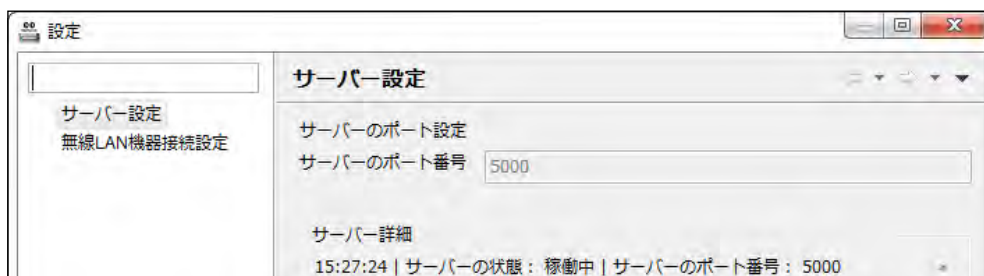 設定
サーバー設定
サーバー設定
無線LAN機器接続設定
サーバーのポート設定
サーバーのポート番号 5000
サーバー詳細
15:27:24 | サーバーの状態： 稼働中 | サーバーのポート番号： 5000